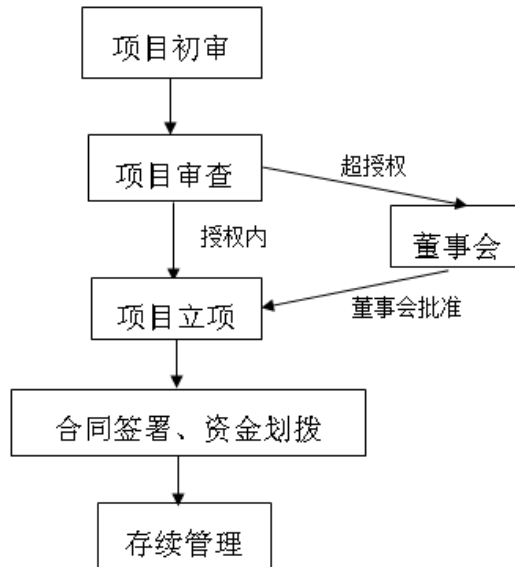 项目初审
项目审查
超授权
授权内
董事会
项目立项
董事会批准
合同签署、资金划拨
存续管理